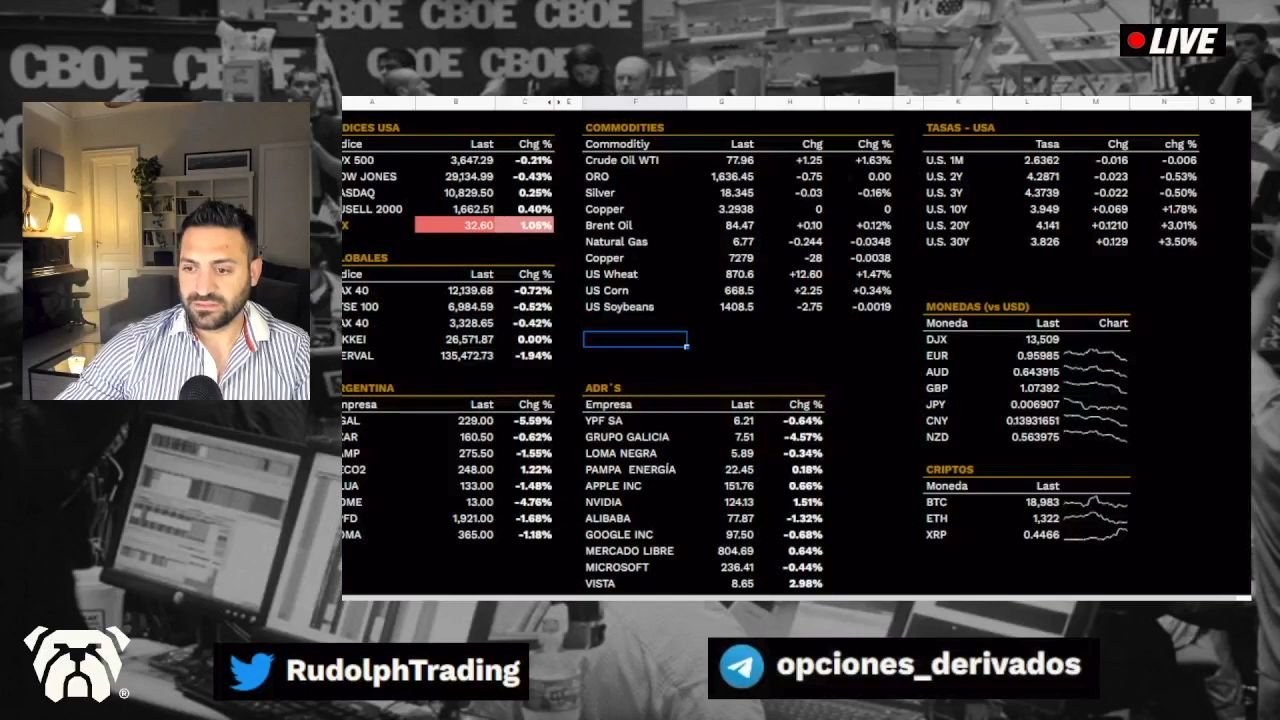 CBOE CBOE CBOE
CBOE CBOE
CBOE CBOE
LIVE
A B C E F G H I J K L M N O P
DICES USA
dice Last Chg %
PX 500 3,647.29 -0.21%
OW JONES 29,134.99 -0.43%
ASDAQ 10,829.50 0.25%
USELL 2000 1,662.51 0.40%
X 32.60 1.05%
LOBALES
dice Last Chg %
AX 40 12,139.68 -0.72%
TSE 100 6,984.59 -0.52%
AX 40 3,328.65 -0.42%
KKEI 26,571.87 0.00%
ERVAL 135,472.73 -1.94%
RGENTINA
mpresa Last Chg %
GAL 229.00 -5.59%
AR 160.50 -0.62%
AMP 275.50 -1.55%
ECO2 248.00 1.22%
LUA 133.00 -1.48%
OME 13.00 -4.76%
PFD 1,921.00 -1.68%
OMA 365.00 -1.18%
COMMODITIES
Commoditiy Last Chg Chg %
Crude Oil WTI 77.96 +1.25 +1.63%
ORO 1,636.45 -0.75 0.00
Silver 18.345 -0.03 -0.16%
Copper 3.2938 0 0
Brent Oil 84.47 +0.10 +0.12%
Natural Gas 6.77 -0.244 -0.0348
Copper 7279 -28 -0.0038
US Wheat 870.6 +12.60 +1.47%
US Corn 668.5 +2.25 +0.34%
US Soybeans 1408.5 -2.75 -0.0019
ADR´S
Empresa Last Chg %
YPF SA 6.21 -0.64%
GRUPO GALICIA 7.51 -4.57%
LOMA NEGRA 5.89 -0.34%
PAMPA ENERGÍA 22.45 0.18%
APPLE INC 151.76 0.66%
NVIDIA 124.13 1.51%
ALIBABA 77.87 -1.32%
GOOGLE INC 97.50 -0.68%
MERCADO LIBRE 804.69 0.64%
MICROSOFT 236.41 -0.44%
VISTA 8.65 2.98%
TASAS - USA
Tasa Chg chg %
U.S. 1M 2.6362 -0.016 -0.006
U.S. 2Y 4.2871 -0.023 -0.53%
U.S. 3Y 4.3739 -0.022 -0.50%
U.S. 10Y 3.949 +0.069 +1.78%
U.S. 20Y 4.141 +0.1210 +3.01%
U.S. 30Y 3.826 +0.129 +3.50%
MONEDAS (vs USD)
Moneda Last Chart
DJX 13,509
EUR 0.95985
AUD 0.643915
GBP 1.07392
JPY 0.006907
CNY 0.13931651
NZD 0.563975
CRIPTOS
Moneda Last
BTC 18,983
ETH 1,322
XRP 0.4466
®
RudolphTrading
opciones_derivados